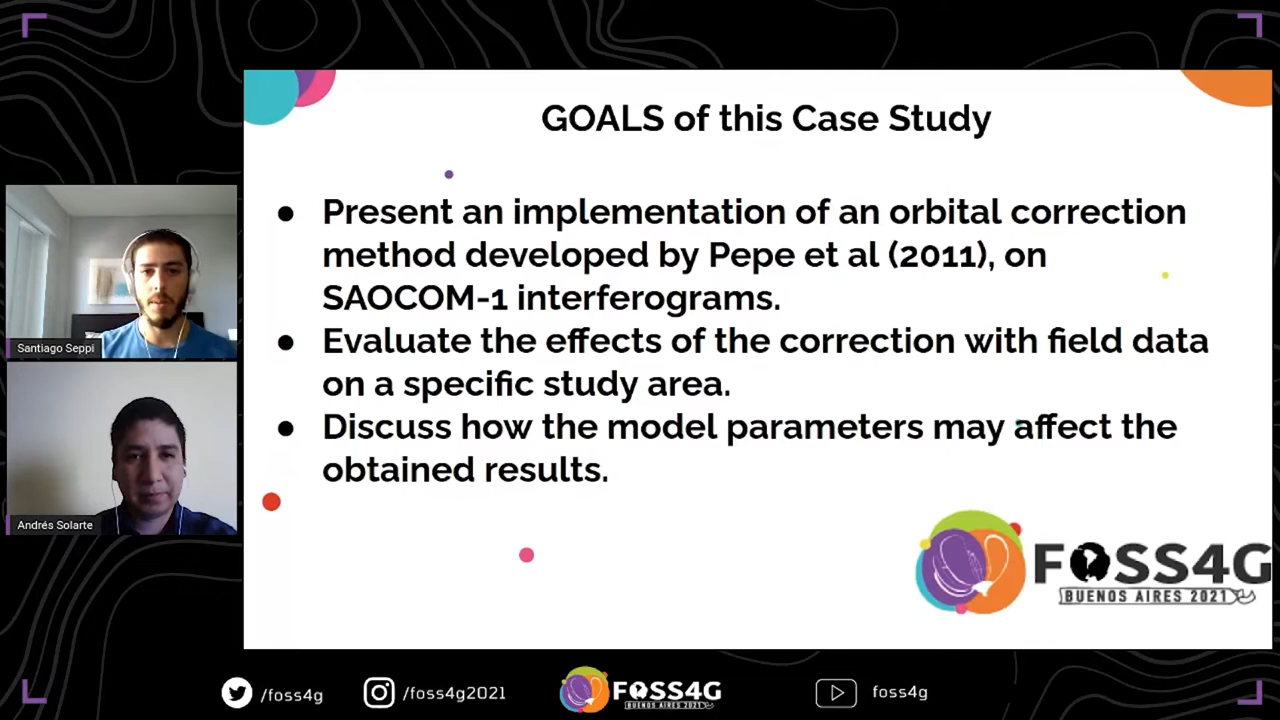 GOALS of this Case Study
● Present an implementation of an orbital correction
method developed by Pepe et al (2011), on
SAOCOM-1 interferograms.
● Evaluate the effects of the correction with field data
on a specific study area.
● Discuss how the model parameters may affect the
obtained results.
Santiago Seppi
Andrés Solarte
FOSS4G
BUENOS AIRES 2021
/foss4g
/foss4g2021
FOSS4G
BUENOS AIRES 2021
foss4g